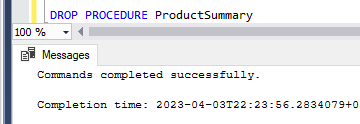 DROP PROCEDURE ProductSummary
100 %
Messages
Commands completed successfully.
Completion time: 2023-04-03T22:23:56.2834079+0